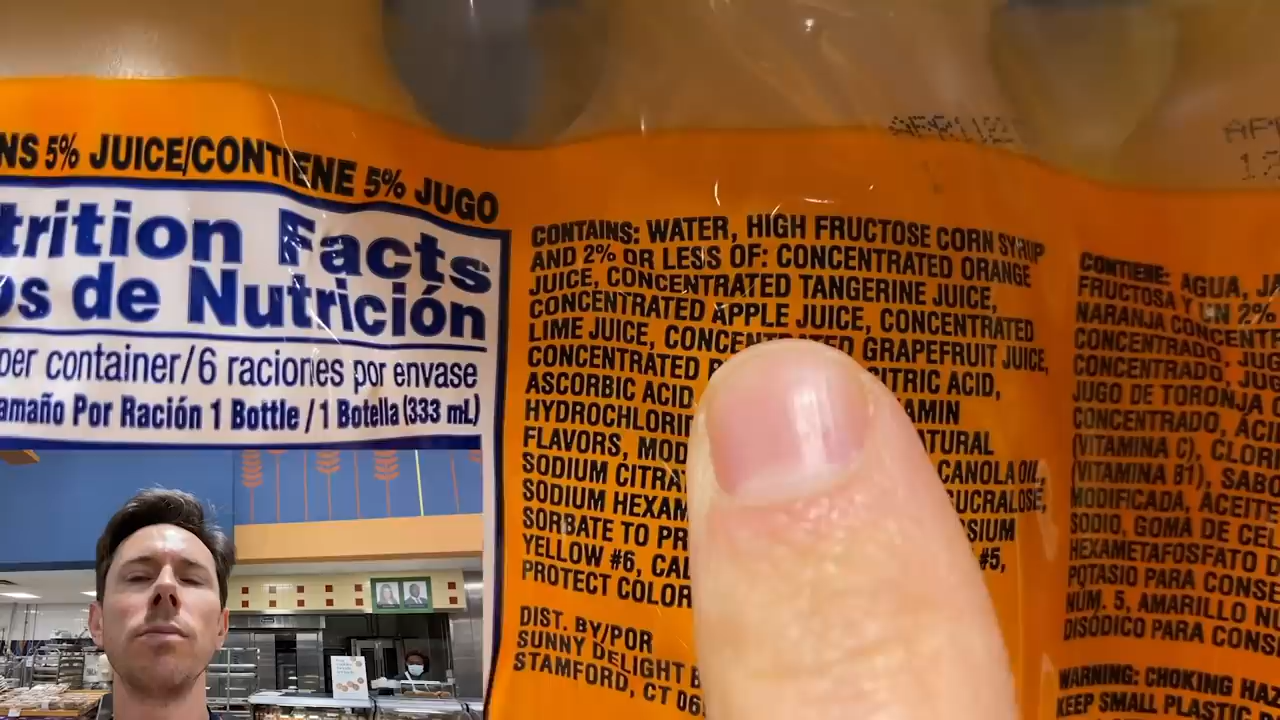 NS 5% JUICE/CONTIENE 5% JUGO
trition Facts
os de Nutrición
per container/6 raciones por envase
amaño Por Ración 1 Bottle / 1 Botella (333 mL)
CONTAINS: WATER, HIGH FRUCTOSE CORN SYRUP
AND 2% OR LESS OF: CONCENTRATED ORANGE
JUICE, CONCENTRATED TANGERINE JUICE,
CONCENTRATED APPLE JUICE, CONCENTRATED
LIME JUICE, CONCENTRATED GRAPEFRUIT JUICE,
CONCENTRATED CITRIC ACID,
ASCORBIC ACID AMIN
HYDROCHLORI ATURAL
FLAVORS, MOD CANOLA OIL,
SODIUM CITRA SUCRALOSE,
SODIUM HEXAM SIUM
SORBATE TO PR #5,
YELLOW #6, CAL
PROTECT COLOR
DIST. BY/POR
SUNNY DELIGHT B
STAMFORD, CT 06
CONTIENE: AGUA, JA
FRUCTOSA Y UN 2%
NARANJA CONCENTR
CONCENTRADO, JUG
CONCENTRADO, JUG
JUGO DE TORONJA C
CONCENTRADO, ÁCID
(VITAMINA C), CLOR
(VITAMINA B1), SABO
MODIFICADA, ACEITE
SODIO, GOMA DE CEL
HEXAMETAFOSFATO D
POTASIO PARA CONSE
NÚM. 5, AMARILLO NÚ
DISÓDICO PARA CONS
WARNING: CHOKING HAZ
KEEP SMALL PLASTIC P